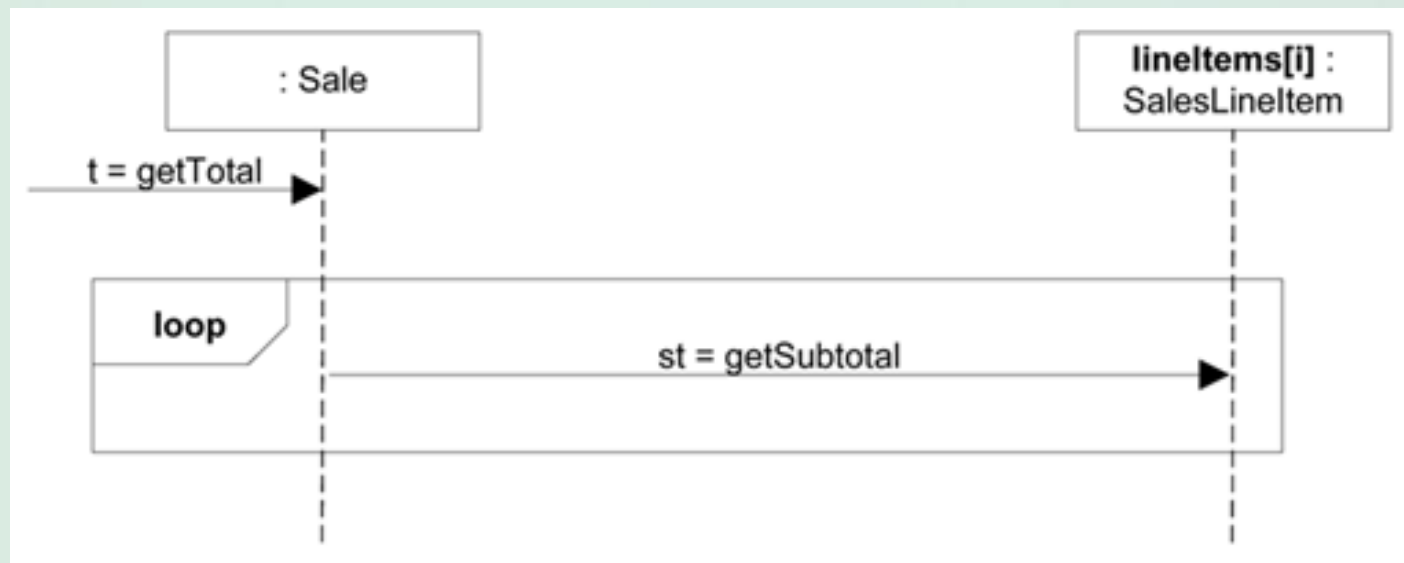 : Sale
lineItems[i] :
SalesLineItem
t = getTotal
loop
st = getSubtotal